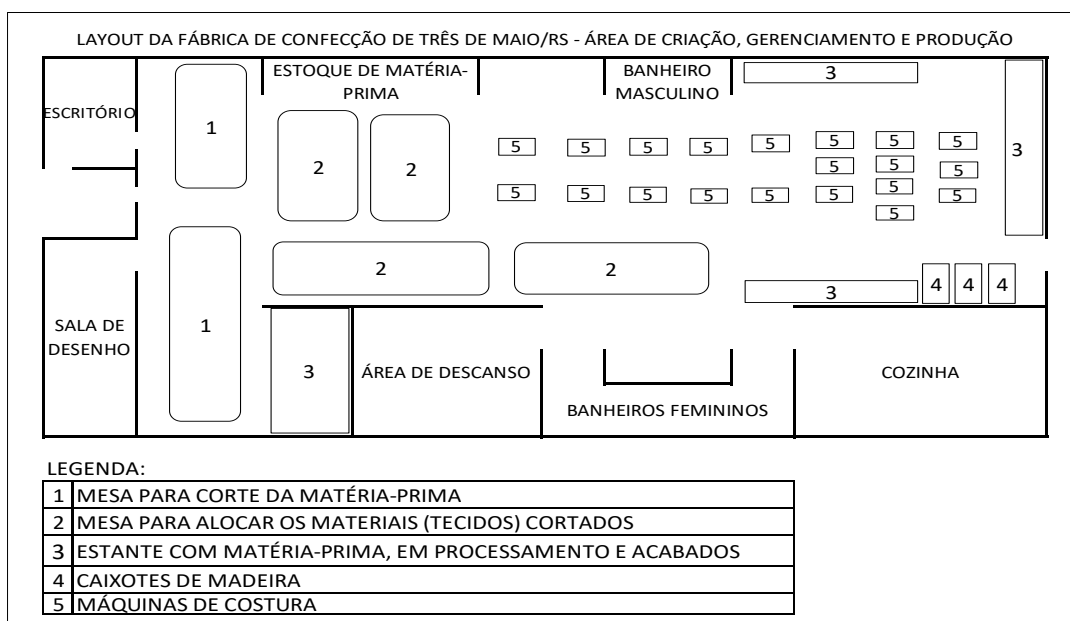 LAYOUT DA FÁBRICA DE CONFECÇÃO DE TRÊS DE MAIO/RS - ÁREA DE CRIAÇÃO, GERENCIAMENTO E PRODUÇÃO
ESTOQUE DE MATÉRIA-
PRIMA
BANHEIRO
MASCULINO
3
ESCRITÓRIO
1
2
2
3
5 5 5 5 5 5 5 5
5 5 5
5 5 5 5 5 5 5 5
5
2
2
3
4 4 4
SALA DE
DESENHO
1
3
ÁREA DE DESCANSO
BANHEIROS FEMININOS
COZINHA
LEGENDA:
1 MESA PARA CORTE DA MATÉRIA-PRIMA
2 MESA PARA ALOCAR OS MATERIAIS (TECIDOS) CORTADOS
3 ESTANTE COM MATÉRIA-PRIMA, EM PROCESSAMENTO E ACABADOS
4 CAIXOTES DE MADEIRA
5 MÁQUINAS DE COSTURA